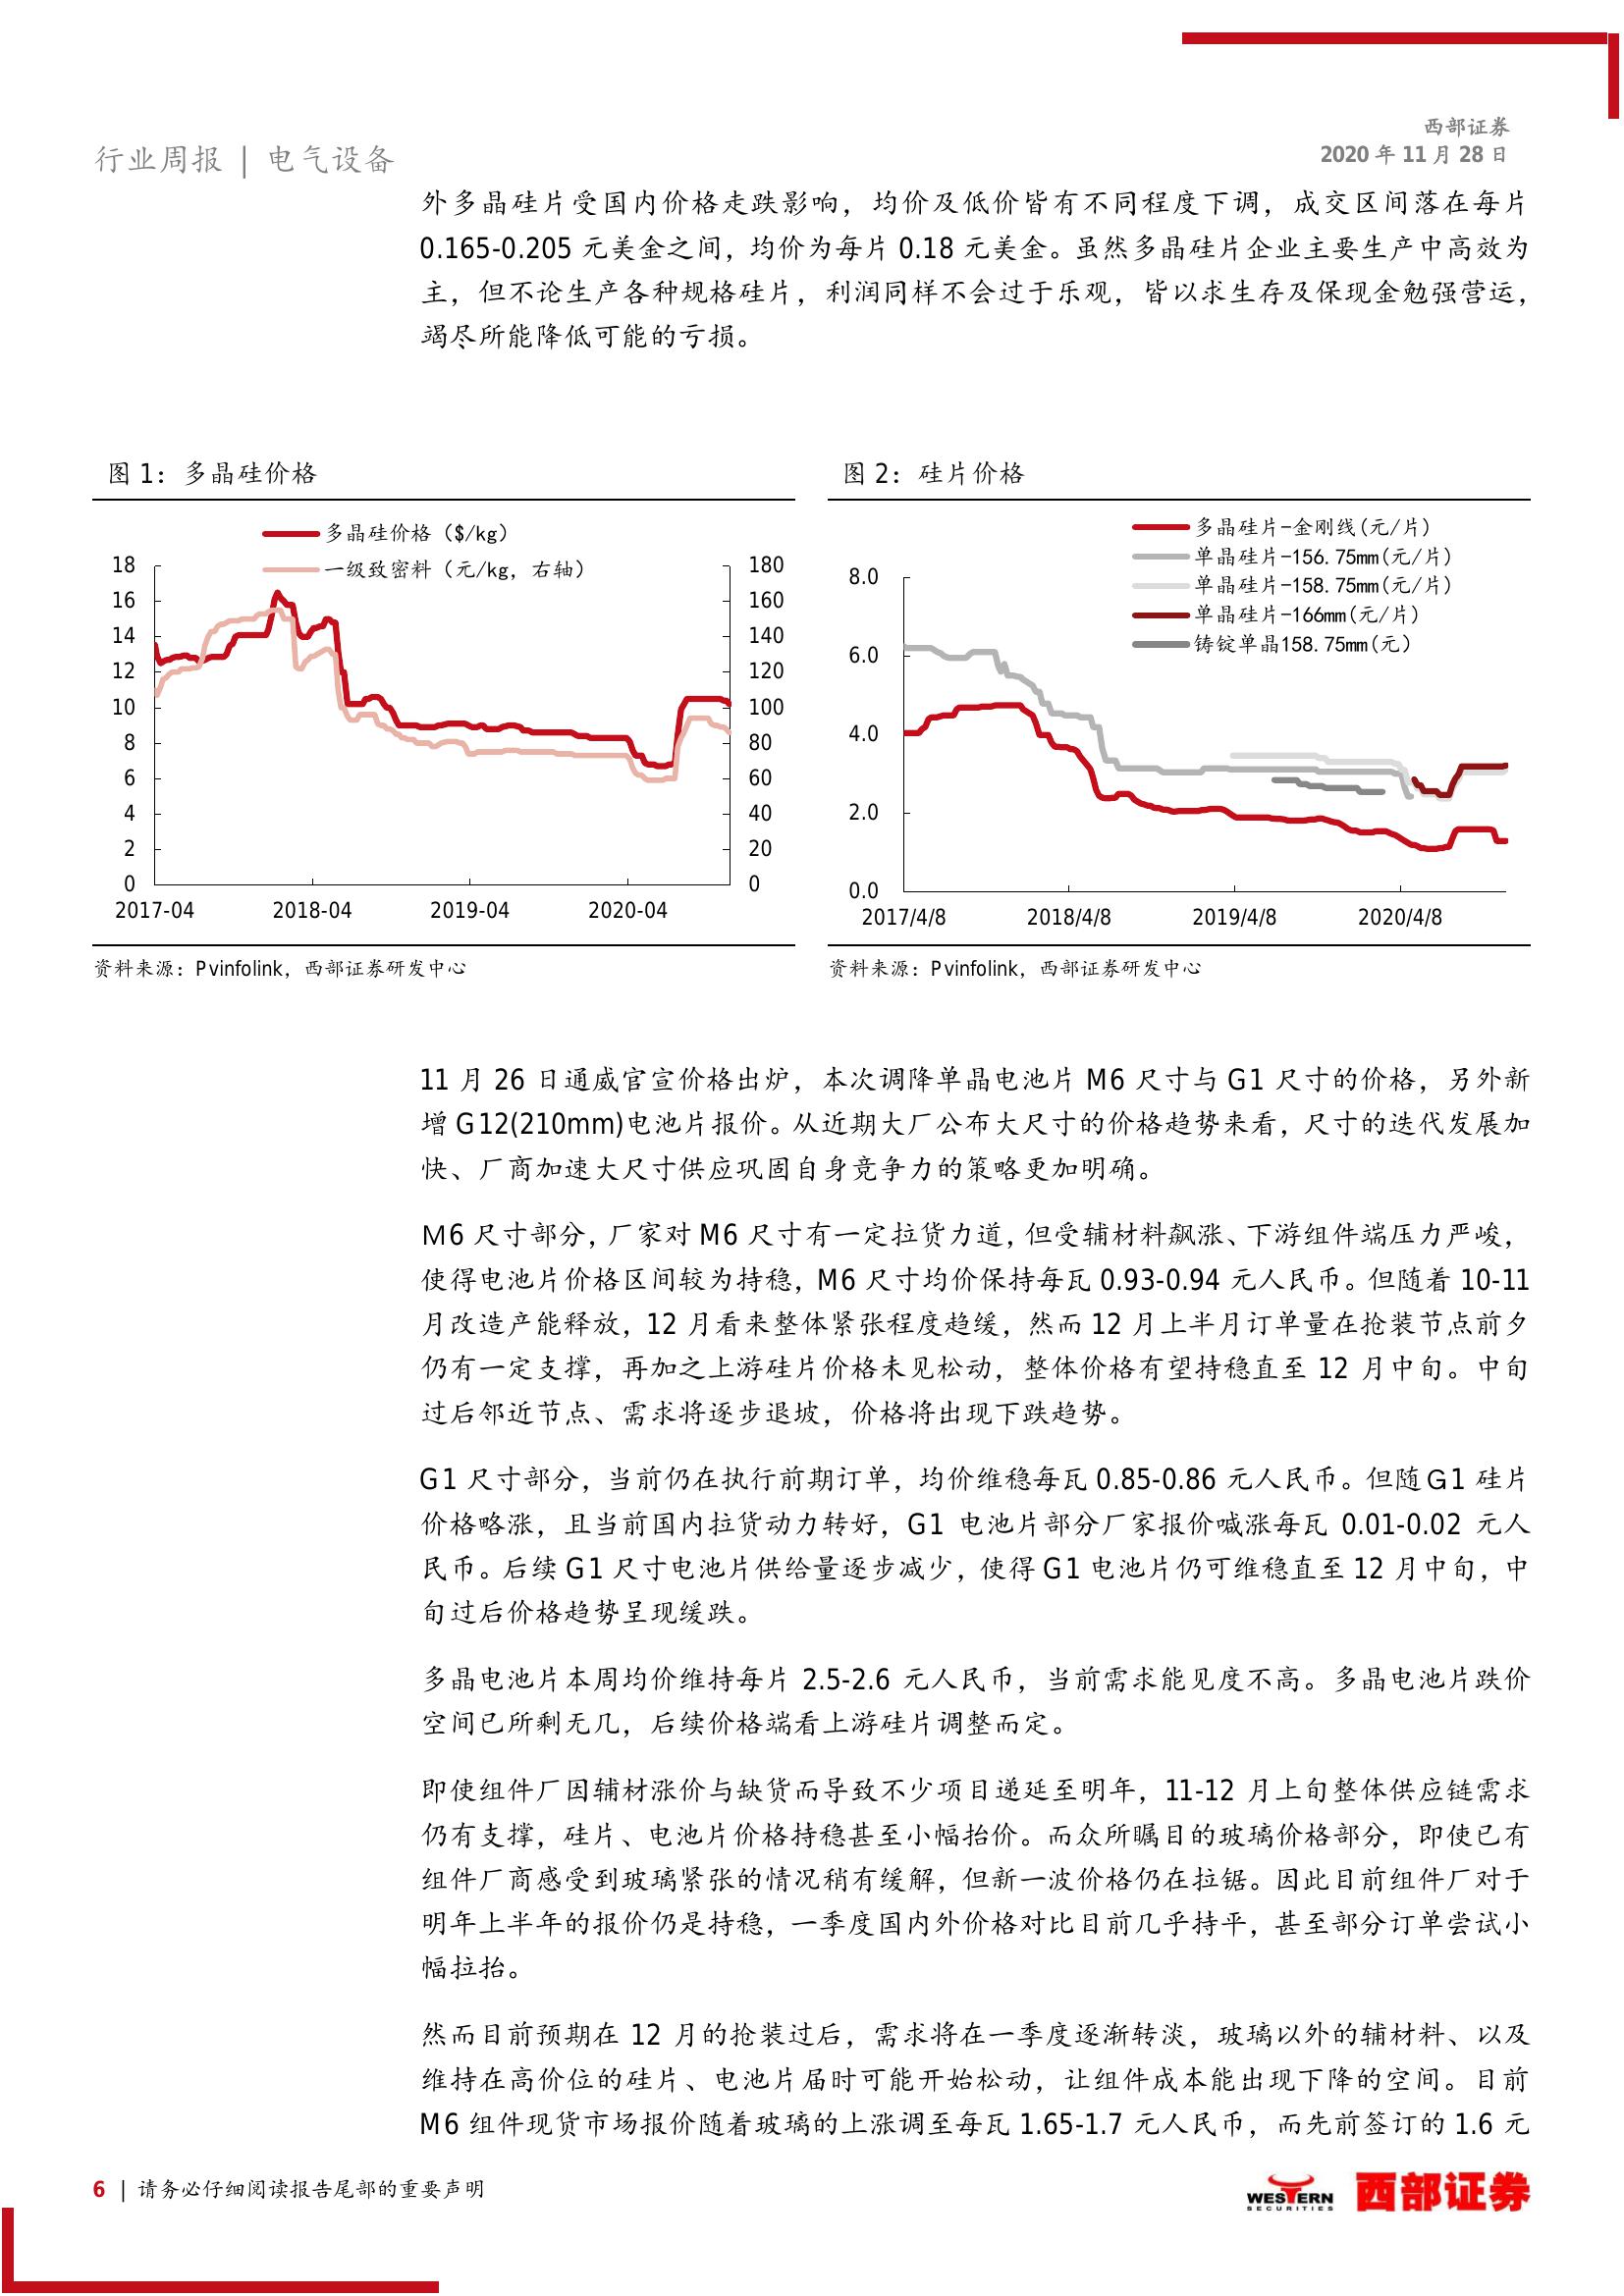 西部证券
2020 年 11 月 28 日
行业周报 | 电气设备
外多晶硅片受国内价格走跌影响，均价及低价皆有不同程度下调，成交区间落在每片
0.165-0.205 元美金之间，均价为每片 0.18 元美金。虽然多晶硅片企业主要生产中高效为
主，但不论生产各种规格硅片，利润同样不会过于乐观，皆以求生存及保现金勉强营运，
竭尽所能降低可能的亏损。
图 1：多晶硅价格
多晶硅价格（$/kg）
一级致密料（元/kg，右轴）
18
16
14
12
10
8
6
4
2
0
180
160
140
120
100
80
60
40
20
0
2017-04 2018-04 2019-04 2020-04
资料来源：Pvinfolink，西部证券研发中心
图 2：硅片价格
多晶硅片-金刚线(元/片)
单晶硅片-156.75mm(元/片)
单晶硅片-158.75mm(元/片)
单晶硅片-166mm(元/片)
铸锭单晶158.75mm(元)
8.0
6.0
4.0
2.0
0.0
2017/4/8 2018/4/8 2019/4/8 2020/4/8
资料来源：Pvinfolink，西部证券研发中心
11 月 26 日通威官宣价格出炉，本次调降单晶电池片 M6 尺寸与 G1 尺寸的价格，另外新
增 G12(210mm)电池片报价。从近期大厂公布大尺寸的价格趋势来看，尺寸的迭代发展加
快、厂商加速大尺寸供应巩固自身竞争力的策略更加明确。
M6 尺寸部分，厂家对 M6 尺寸有一定拉货力道，但受辅材料飙涨、下游组件端压力严峻，
使得电池片价格区间较为持稳，M6 尺寸均价保持每瓦 0.93-0.94 元人民币。但随着 10-11
月改造产能释放，12 月看来整体紧张程度趋缓，然而 12 月上半月订单量在抢装节点前夕
仍有一定支撑，再加之上游硅片价格未见松动，整体价格有望持稳直至 12 月中旬。中旬
过后邻近节点、需求将逐步退坡，价格将出现下跌趋势。
G1 尺寸部分，当前仍在执行前期订单，均价维稳每瓦 0.85-0.86 元人民币。但随 G1 硅片
价格略涨，且当前国内拉货动力转好，G1 电池片部分厂家报价喊涨每瓦 0.01-0.02 元人
民币。后续 G1 尺寸电池片供给量逐步减少，使得 G1 电池片仍可维稳直至 12 月中旬，中
旬过后价格趋势呈现缓跌。
多晶电池片本周均价维持每片 2.5-2.6 元人民币，当前需求能见度不高。多晶电池片跌价
空间已所剩无几，后续价格端看上游硅片调整而定。
即使组件厂因辅材涨价与缺货而导致不少项目递延至明年，11-12 月上旬整体供应链需求
仍有支撑，硅片、电池片价格持稳甚至小幅抬价。而众所瞩目的玻璃价格部分，即使已有
组件厂商感受到玻璃紧张的情况稍有缓解，但新一波价格仍在拉锯。因此目前组件厂对于
明年上半年的报价仍是持稳，一季度国内外价格对比目前几乎持平，甚至部分订单尝试小
幅拉抬。
然而目前预期在 12 月的抢装过后，需求将在一季度逐渐转淡，玻璃以外的辅材料、以及
维持在高价位的硅片、电池片届时可能开始松动，让组件成本能出现下降的空间。目前
M6 组件现货市场报价随着玻璃的上涨调至每瓦 1.65-1.7 元人民币，而先前签订的 1.6 元
6 | 请务必仔细阅读报告尾部的重要声明
WESTERN
SECURITIES
西部证券